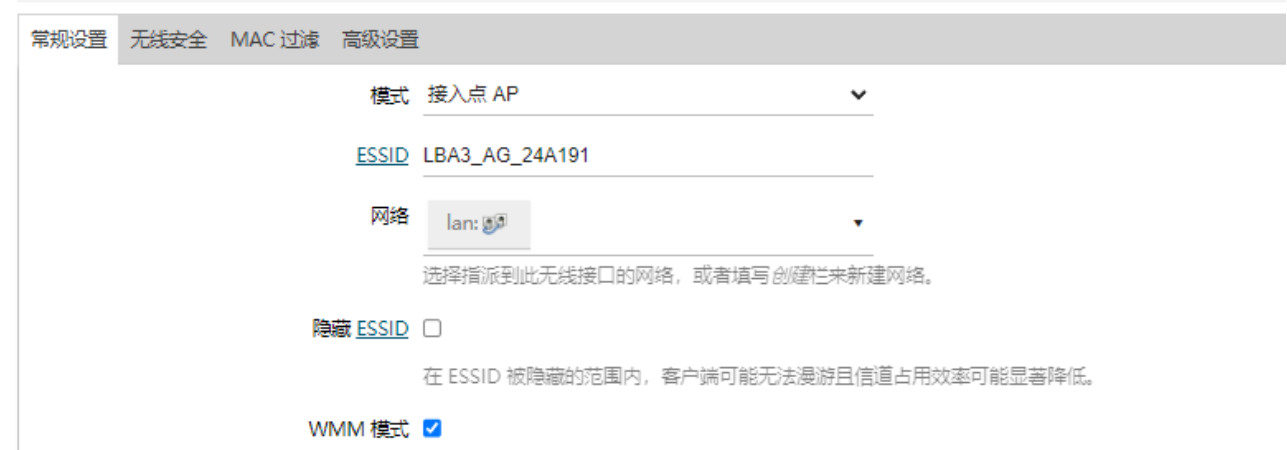 常规设置 无线安全 MAC 过滤 高级设置
模式 接入点 AP
ESSID LBA3_AG_24A191
网络 lan:
选择指派到此无线接口的网络，或者填写创建栏来新建网络。
隐藏 ESSID
在 ESSID 被隐藏的范围内，客户端可能无法漫游且信道占用效率可能显著降低。
WMM 模式